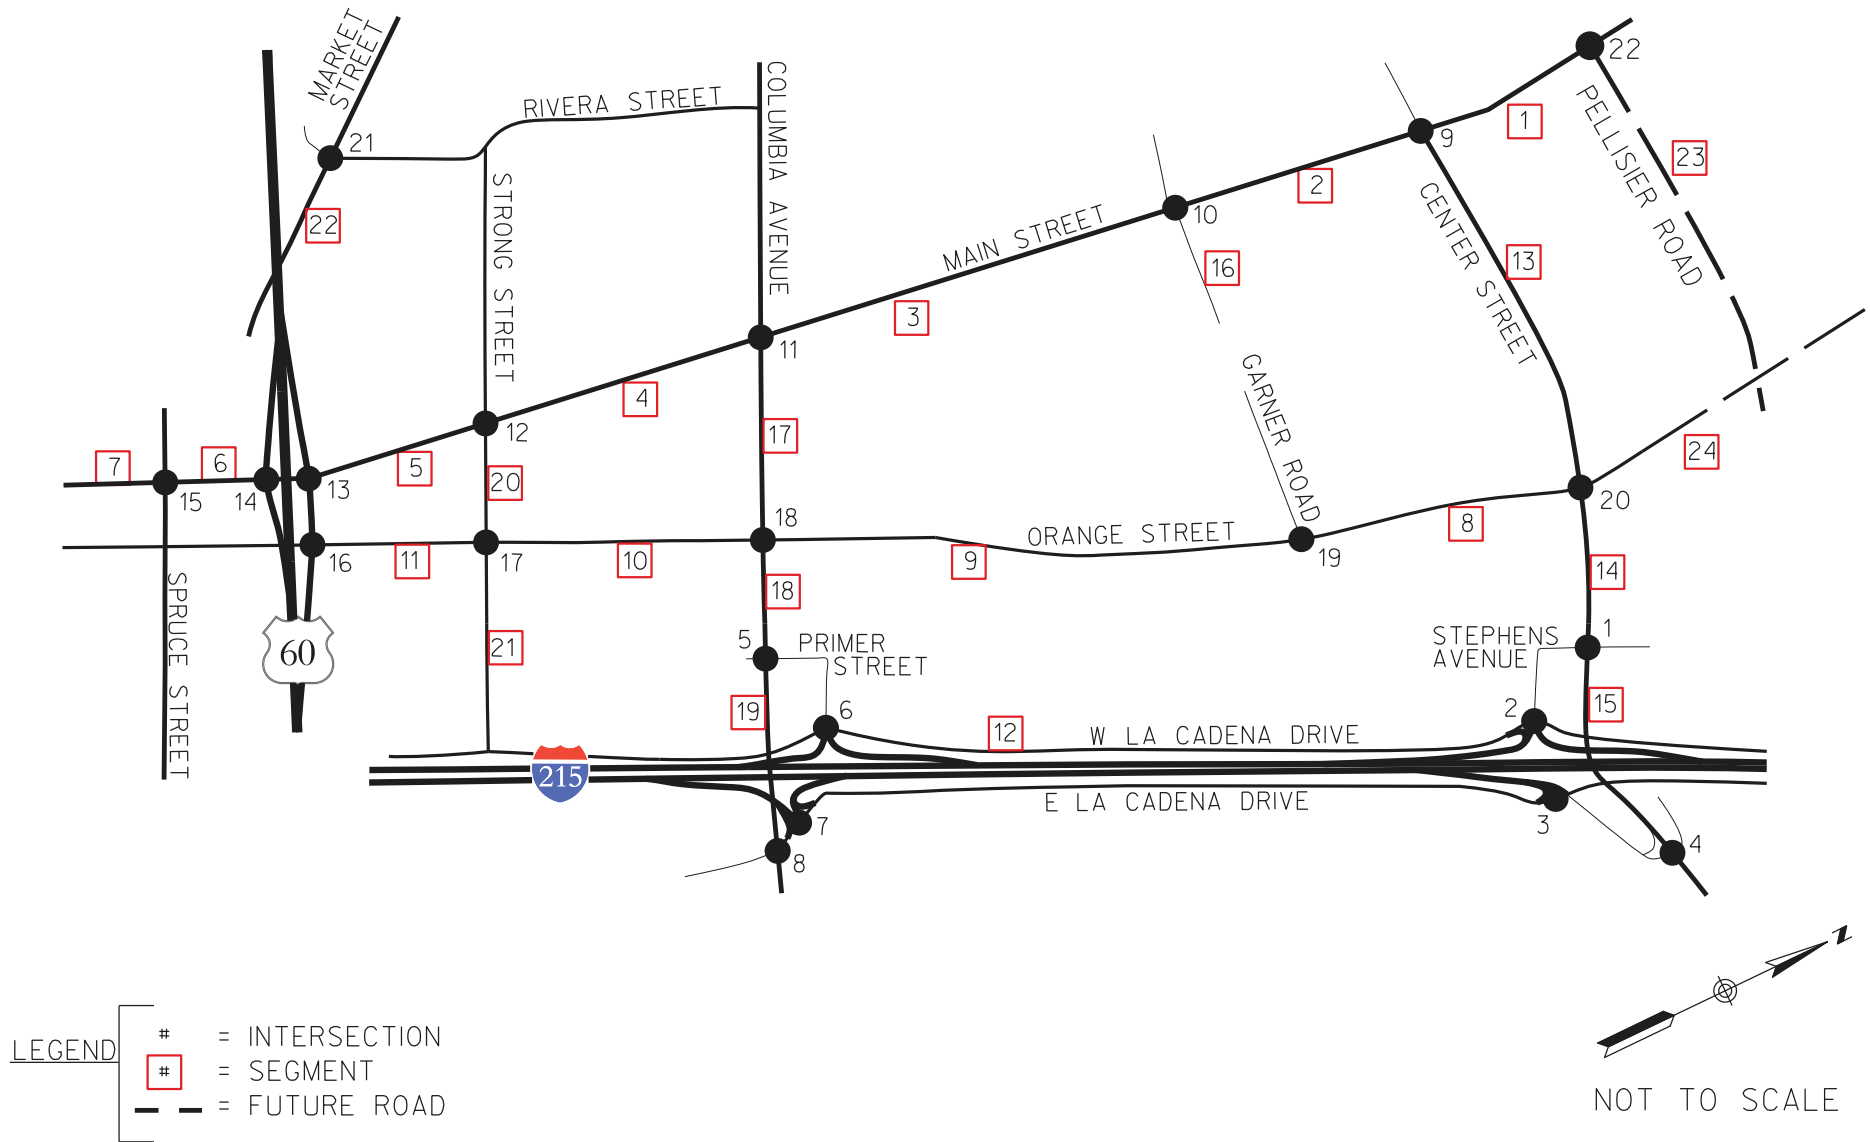 MARKET
STREET
21
22
RIVERA STREET
STRONG STREET
COLUMBIA AVENUE
MAIN STREET
22
1
9
2
10
16
3
11
4
12
5
13
14
6
15
7
PELLISIER ROAD
23
CENTER STREET
13
GARNER ROAD
17
20
18
24
20
8
19
ORANGE STREET
9
10
17
11
16
SPRUCE STREET
60
21
18
5
PRIMER
STREET
19
6
12
W LA CADENA DRIVE
14
1
STEPHENS
AVENUE
15
2
215
E LA CADENA DRIVE
7
8
3
4
N
LEGEND
# = INTERSECTION
# = SEGMENT
= FUTURE ROAD
NOT TO SCALE